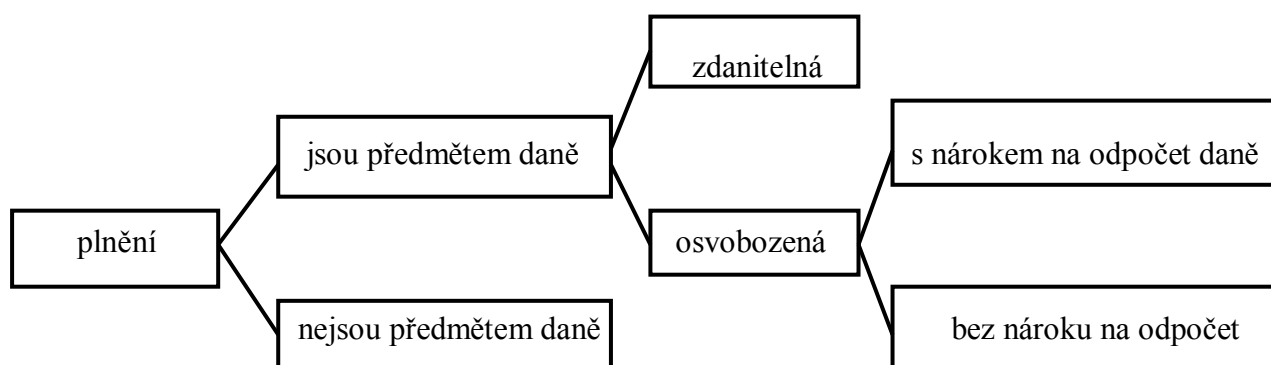 zdanitelná
jsou předmětem daně
s nárokem na odpočet daně
plnění
osvobozená
nejsou předmětem daně
bez nároku na odpočet